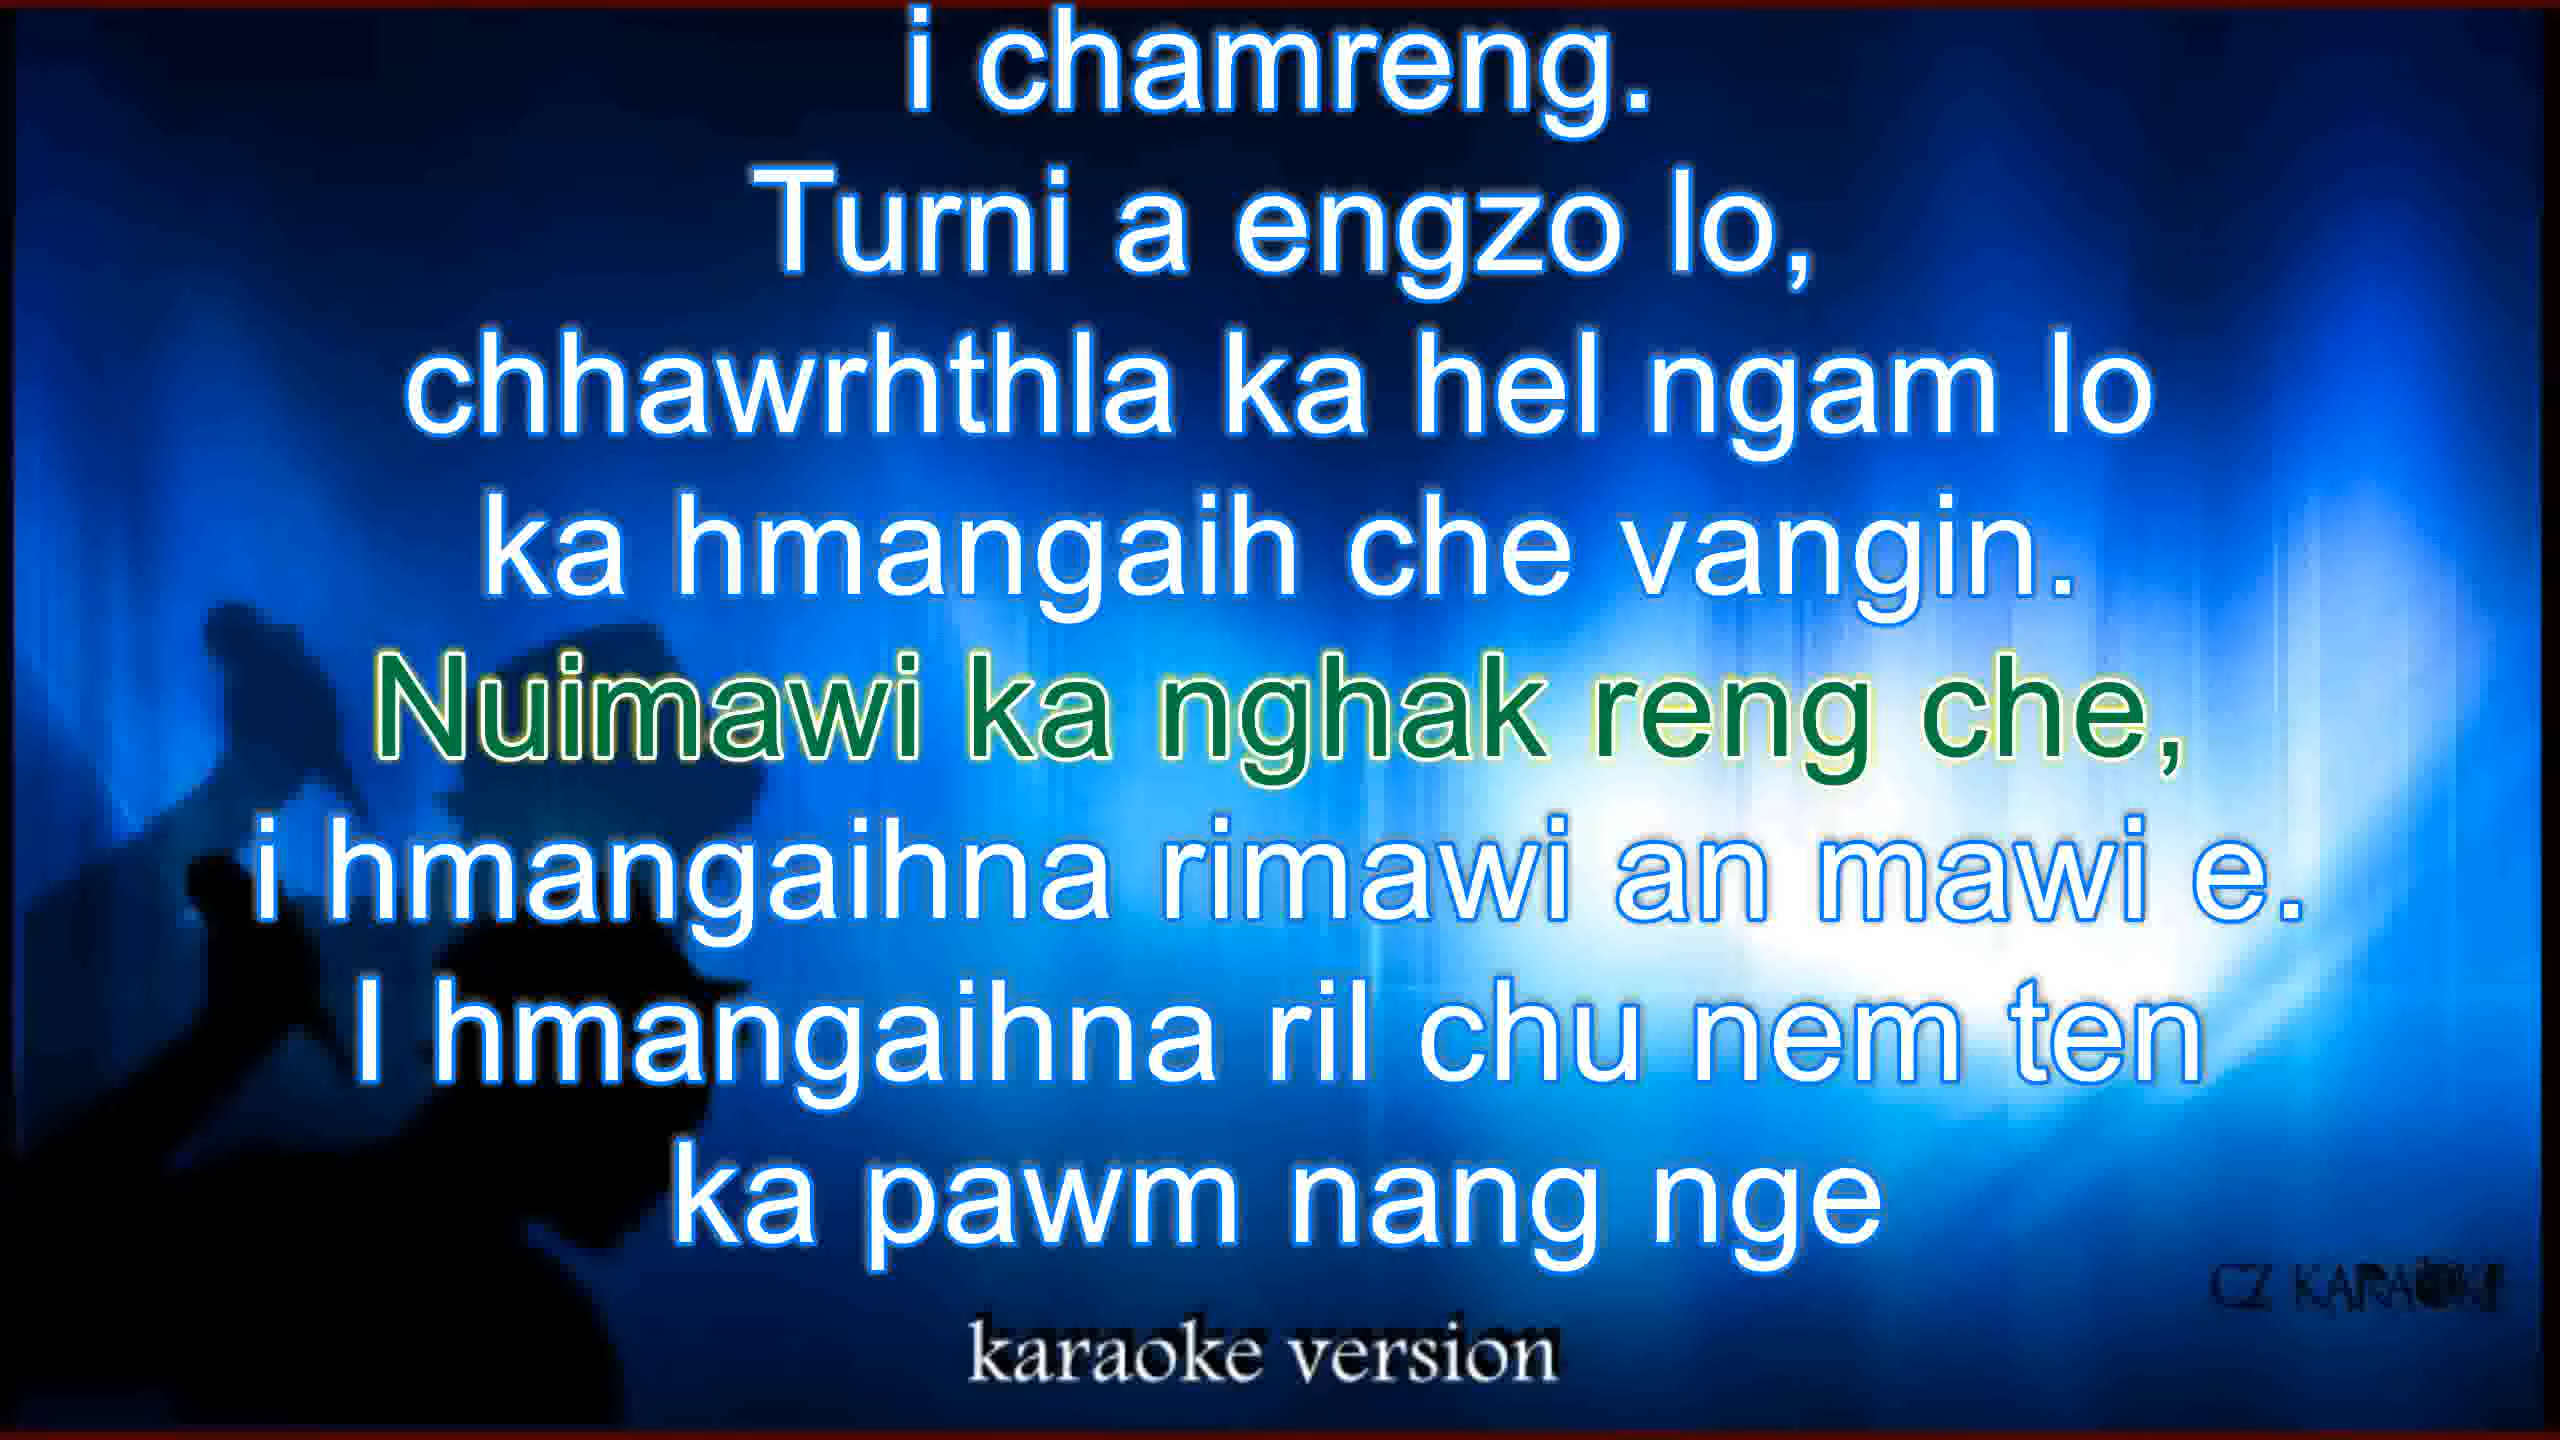 i chamreng.
Turni a engzo lo,
chhawrhthla ka hel ngam lo
ka hmangaih che vangin.
Nuimawi ka nghak reng che,
i hmangaihna rimawi an mawi e.
I hmangaihna ril chu nem ten
ka pawm nang nge
CZ KARAOKE
karaoke version